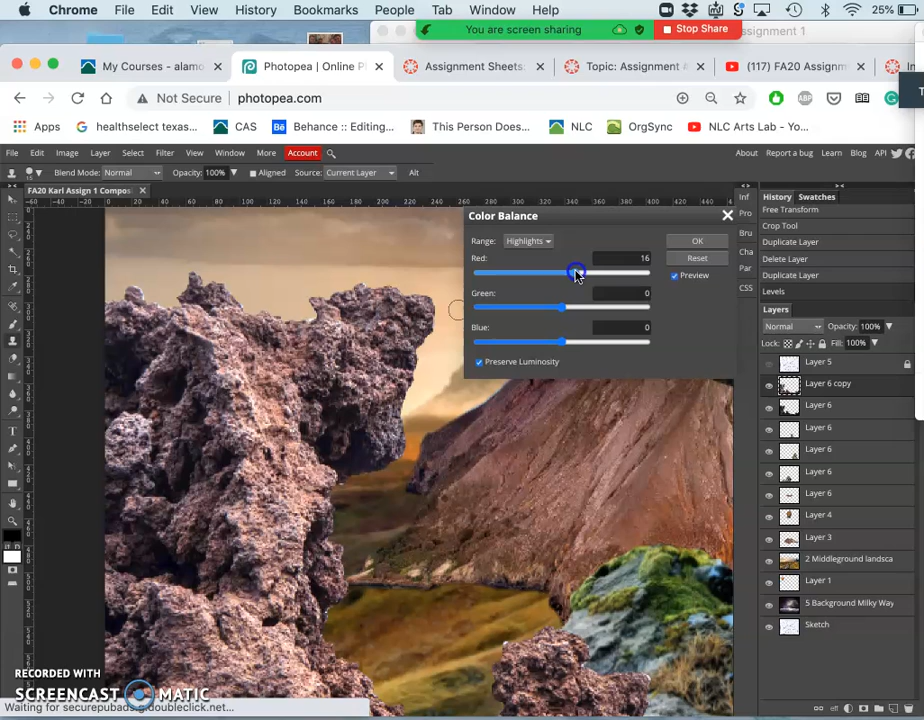 Chrome File Edit View History Bookmarks People Tab Window Help 25%
You are screen sharing Stop Share
Assignment 1
My Courses - alamo Photopea | Online P Assignment Sheets: Topic: Assignment (117) FA20 Assignm
Not Secure photopea.com
Apps healthselect texas... CAS Behance :: Editing... This Person Does... NLC OrgSync NLC Arts Lab - Yo...
File Edit Image Layer Select Filter View Window More Account About Report a bug Learn Blog API
Blend Mode: Normal Opacity: 100% Aligned Source: Current Layer Alt
FA20 Karl Assign 1 Compos
Inf
Pro
Bru
Cha
Par
CSS
History Swatches
Free Transform
Crop Tool
Duplicate Layer
Delete Layer
Duplicate Layer
Levels
Color Balance
Range: Highlights OK
Red: 16 Reset
Preview
Green: 0
Blue: 0
Preserve Luminosity
Layers
Normal Opacity: 100%
Lock: Fill: 100%
Layer 5
Layer 6 copy
Layer 6
Layer 6
Layer 6
Layer 6
Layer 6
Layer 4
Layer 3
2 Middleground landsca
Layer 1
5 Background Milky Way
Sketch
RECORDED WITH
SCREENCAST MATIC
Waiting for securepubads.g.doubleclick.net...